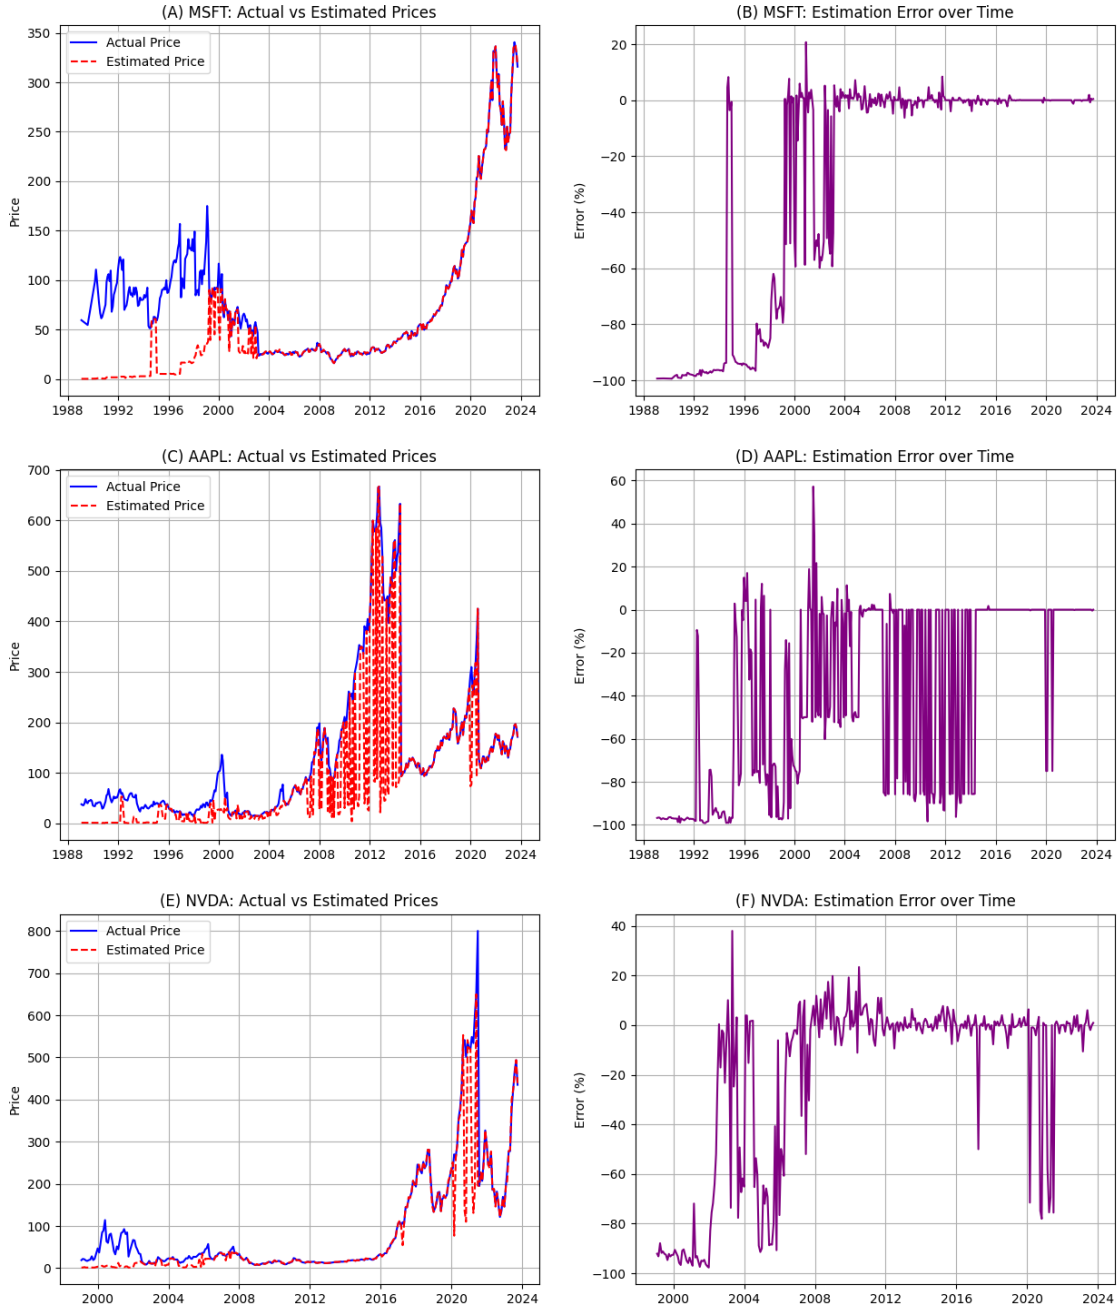 (A) MSFT: Actual vs Estimated Prices
Price
350
300
250
200
150
100
50
0
Actual Price
Estimated Price
1988 1992 1996 2000 2004 2008 2012 2016 2020 2024
(B) MSFT: Estimation Error over Time
Error (%)
20
0
−20
−40
−60
−80
−100
1988 1992 1996 2000 2004 2008 2012 2016 2020 2024
(C) AAPL: Actual vs Estimated Prices
Price
700
600
500
400
300
200
100
0
Actual Price
Estimated Price
1988 1992 1996 2000 2004 2008 2012 2016 2020 2024
(D) AAPL: Estimation Error over Time
Error (%)
60
40
20
0
−20
−40
−60
−80
−100
1988 1992 1996 2000 2004 2008 2012 2016 2020 2024
(E) NVDA: Actual vs Estimated Prices
Price
800
700
600
500
400
300
200
100
0
Actual Price
Estimated Price
2000 2004 2008 2012 2016 2020 2024
(F) NVDA: Estimation Error over Time
Error (%)
40
20
0
−20
−40
−60
−80
−100
2000 2004 2008 2012 2016 2020 2024